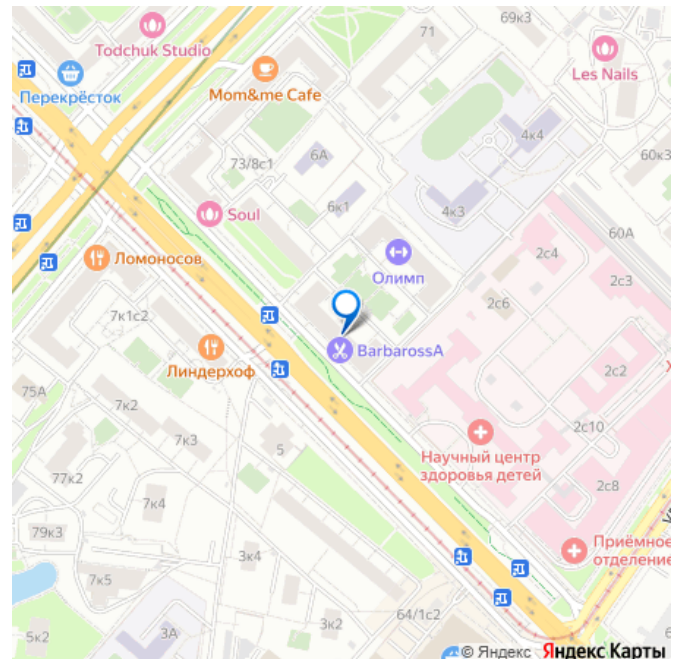 69к3
Todchuk Studio
71
Les Nails
Перекрёсток
Mom&me Cafe
4к4
73/8с1
6А
60к3
6к1
Soul
4к3
60А
Ломоносов
Олимп
2с4
2с3
2с6
7к1с2
BarbarossA
Линдерхоф
2с2
75А
7к2
7к3
5
Научный центр
здоровья детей
2с10
77к2
7к4
2с8
79к3
3к4
Приёмное
отделение
7к5
64/1с2
5к2
3А
3к2
© Яндекс Яндекс Карты